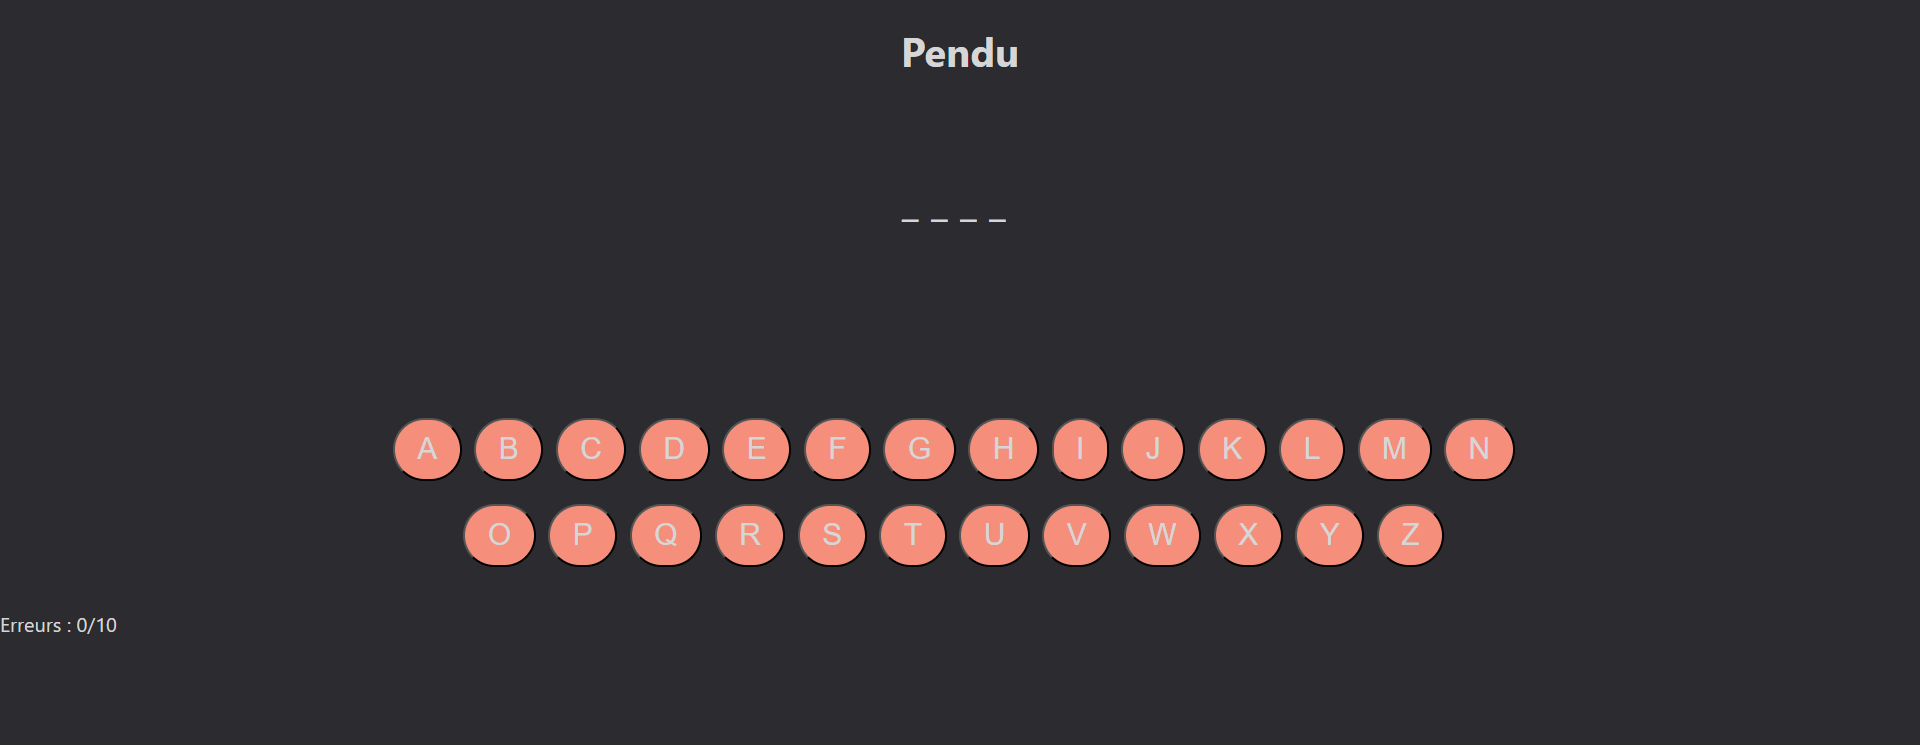 Pendu
_ _ _ _
A B C D E F G H I J K L M N
O P Q R S T U V W X Y Z
Erreurs : 0/10